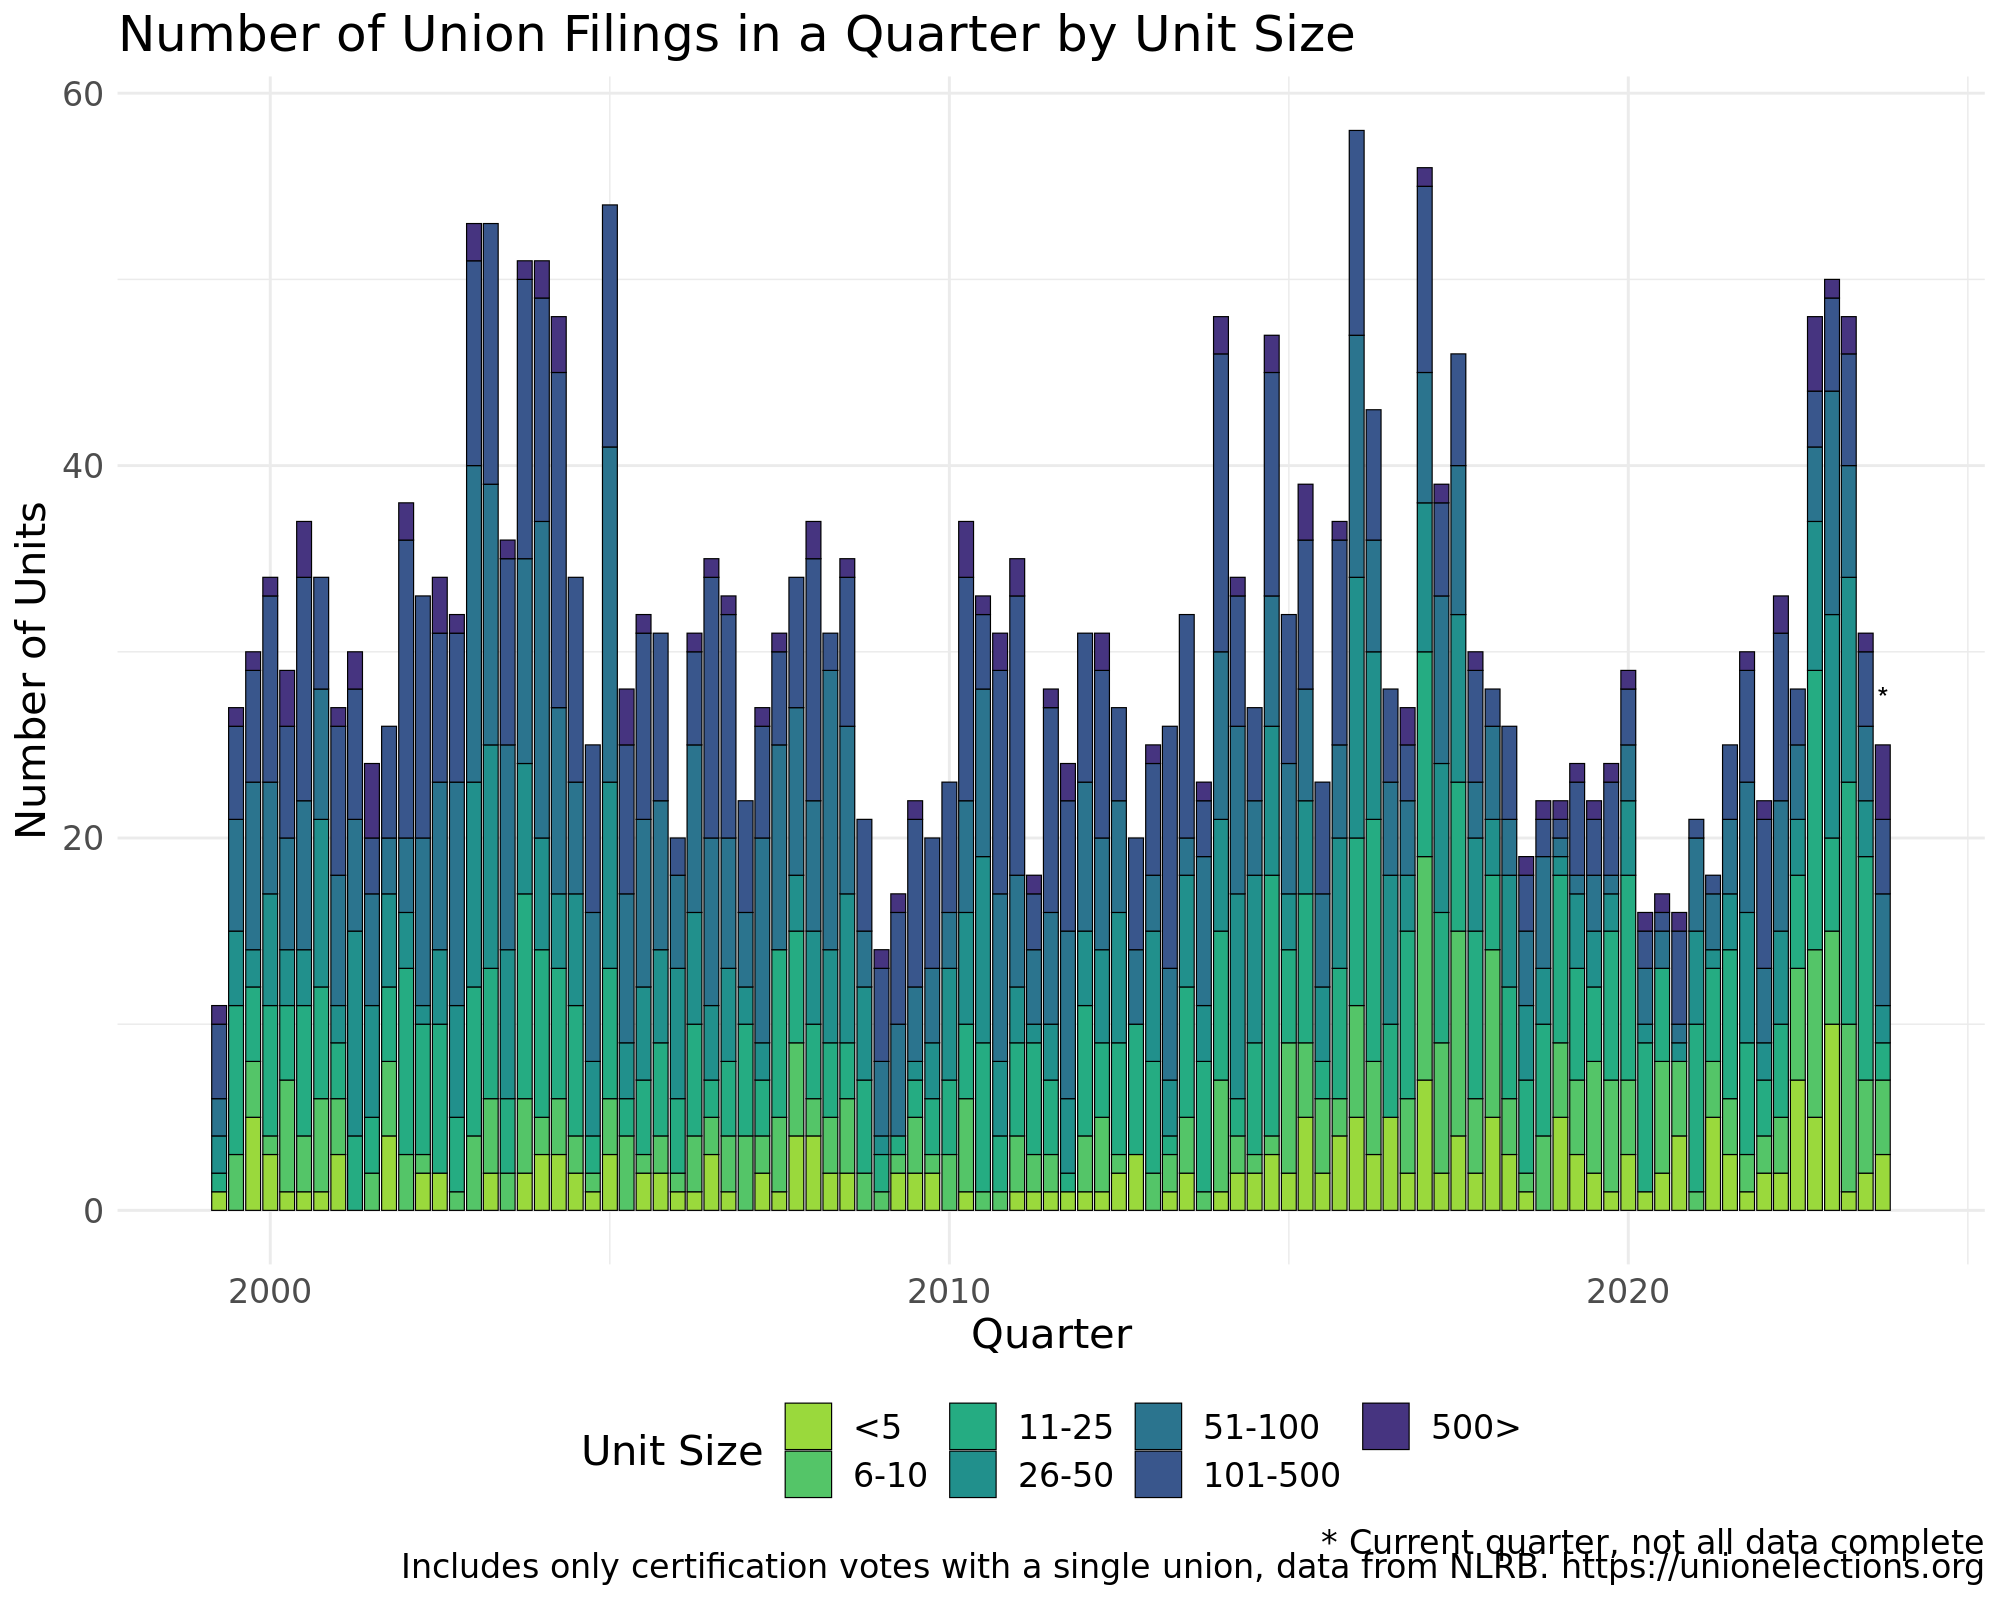 Number of Union Filings in a Quarter by Unit Size
60
40
20
0
Number of Units
*
2000 2010 2020
Quarter
Unit Size
<5 11-25 51-100 500>
6-10 26-50 101-500
* Current quarter, not all data complete
Includes only certification votes with a single union, data from NLRB. https://unionelections.org